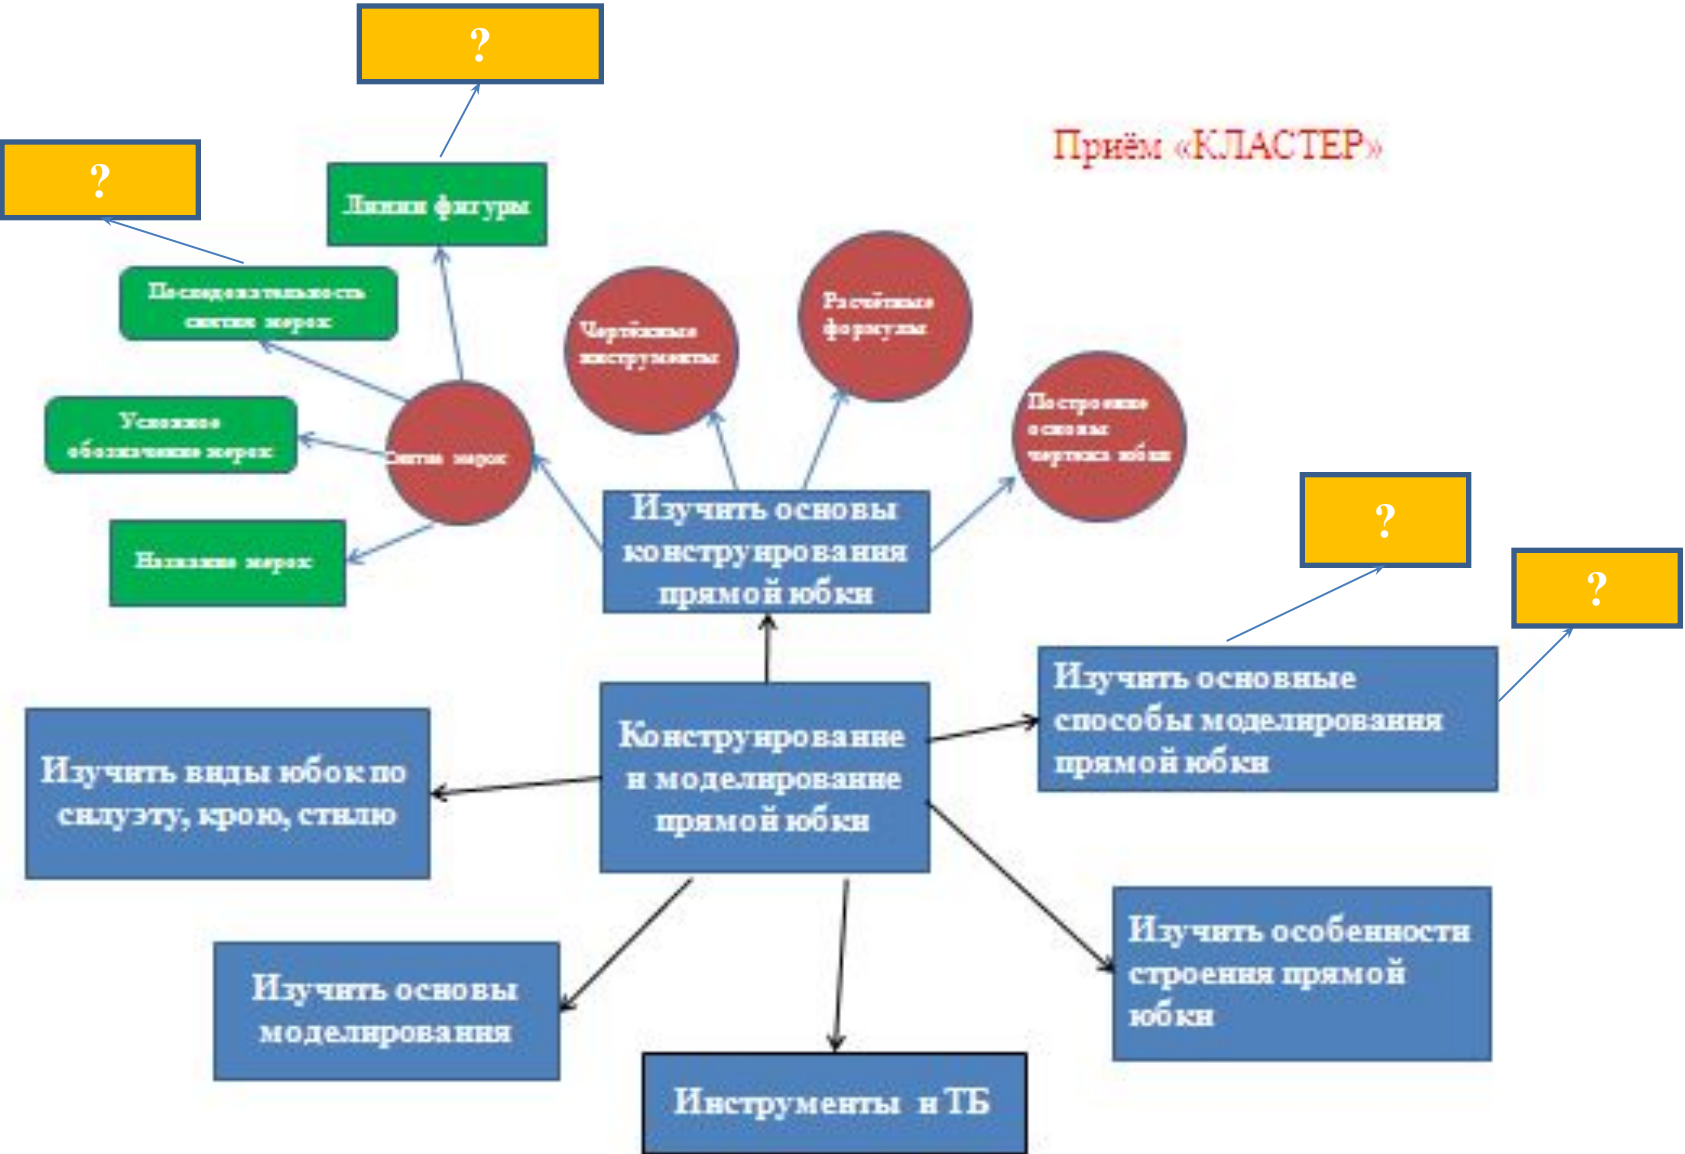 ?
Приём «КЛАСТЕР»
?
Линии фигуры
Последовательность
снятия мерок
Чертёжные
инструменты
Расчётные
формулы
Построение
основы
чертежа юбки
Условное
обозначение мерок
Снятие мерок
Название мерок
Изучить основы
конструирования
прямой юбки
?
?
Изучить основные
способы моделирования
прямой юбки
Конструирование
и моделирование
прямой юбки
Изучить виды юбок по
силуэту, крою, стилю
Изучить особенности
строения прямой
юбки
Изучить основы
моделирования
Инструменты и ТБ